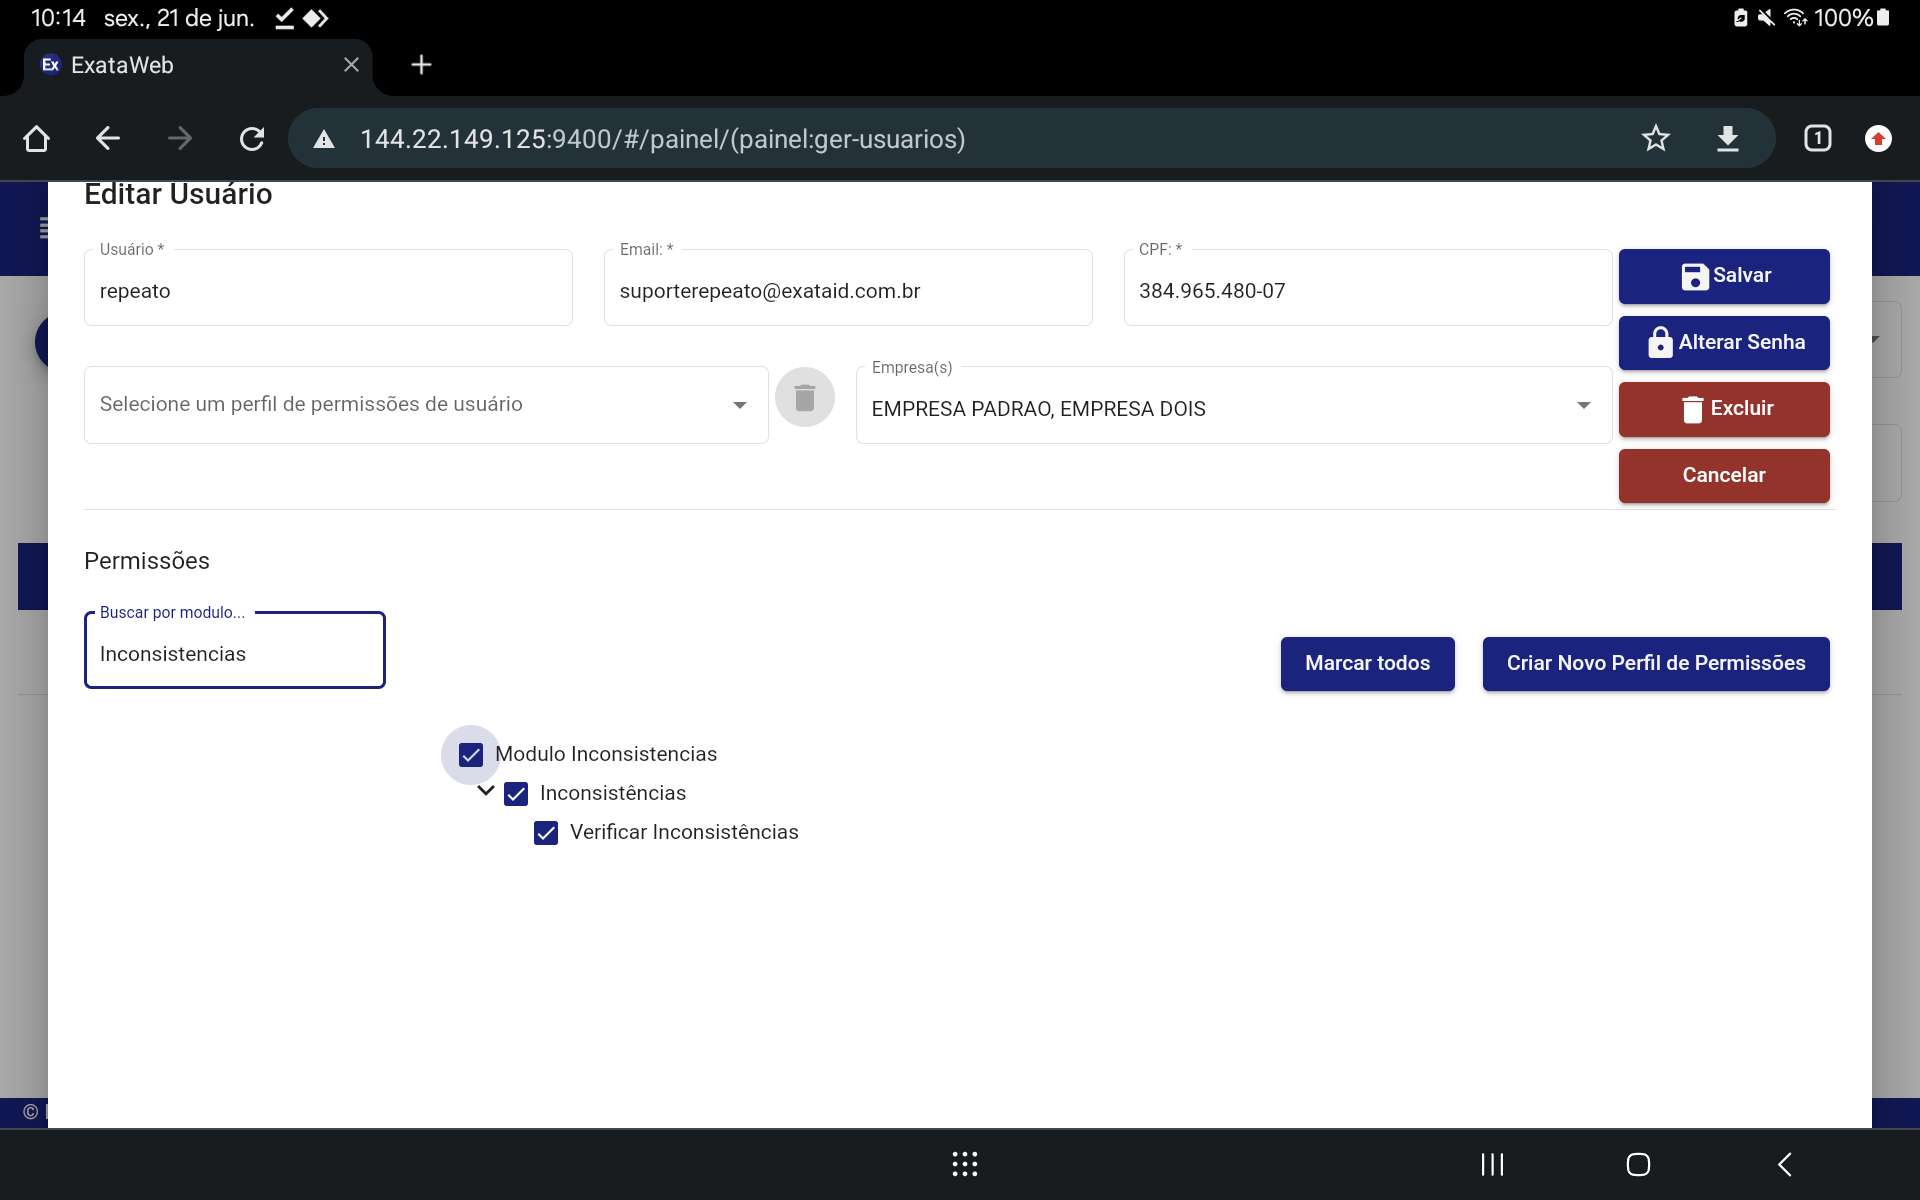 10:14 sex., 21 de jun. 100%
Ex ExataWeb
144.22.149.125:9400/#/painel/(painel:ger-usuarios) 1
Editar Usuário
Usuário * Email: * CPF: *
repeato suporterepeato@exataid.com.br 384.965.480-07
Salvar
Alterar Senha
Empresa(s)
Selecione um perfil de permissões de usuário EMPRESA PADRAO, EMPRESA DOIS
Excluir
Cancelar
Permissões
Buscar por modulo...
Inconsistencias
Marcar todos Criar Novo Perfil de Permissões
Modulo Inconsistencias
Inconsistências
Verificar Inconsistências
©